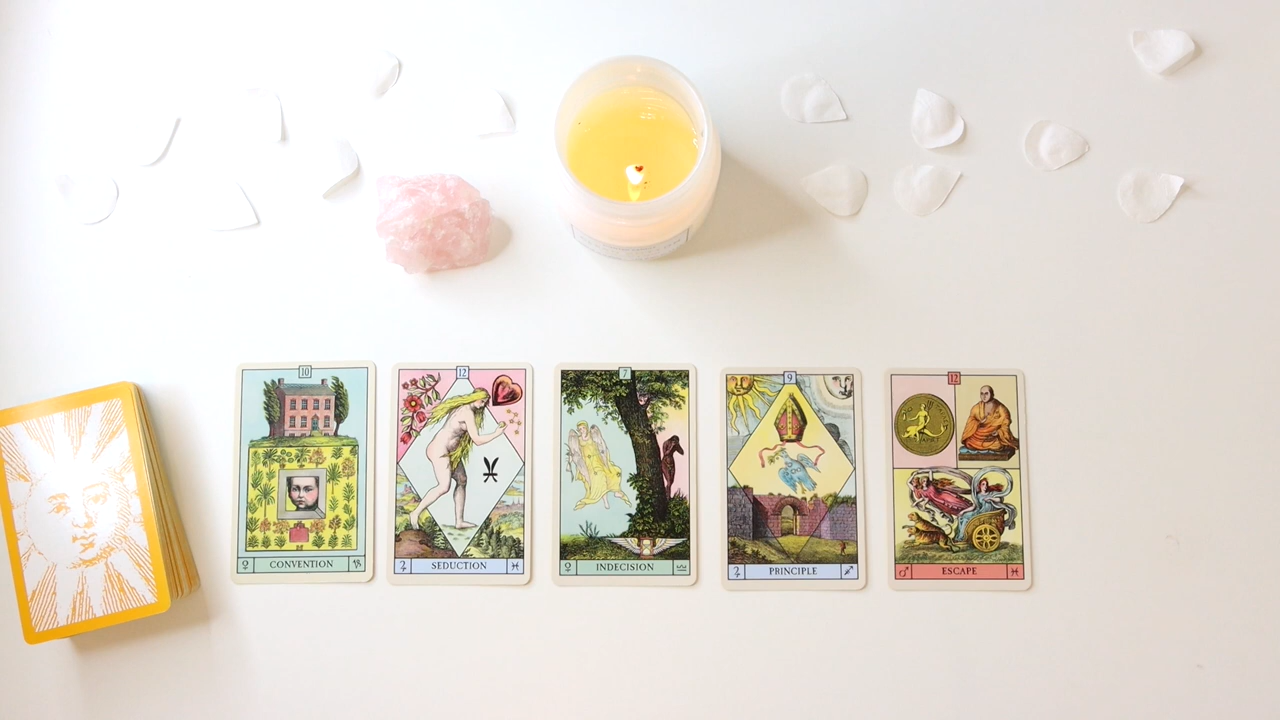 10
CONVENTION
12
SEDUCTION
7
INDECISION
9
PRINCIPLE
12
ESCAPE